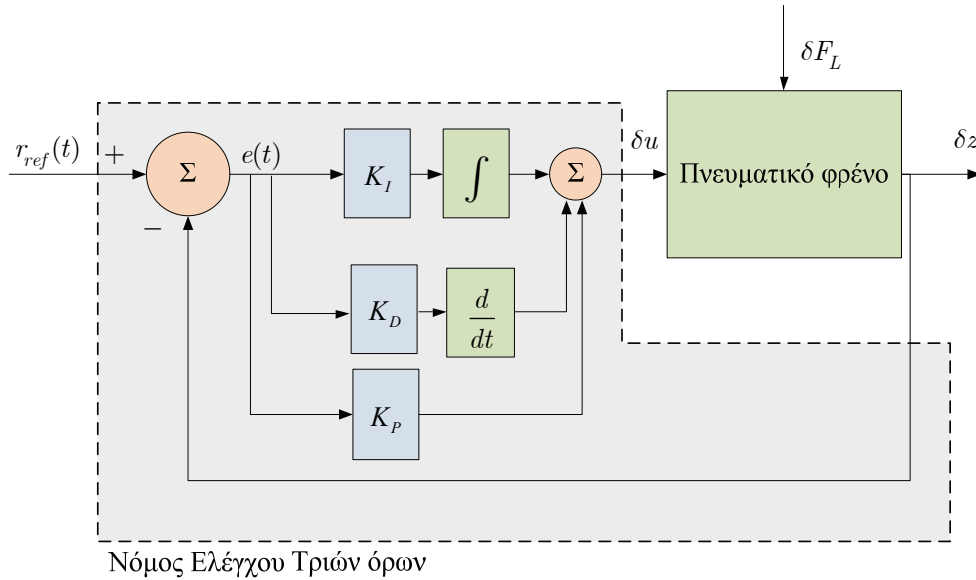 δF_L
r_ref(t)
+
Σ
e(t)
K_I
∫
Σ
δu
Πνευματικό φρένο
δz
−
K_D
d
dt
K_P
Νόμος Ελέγχου Τριών όρων